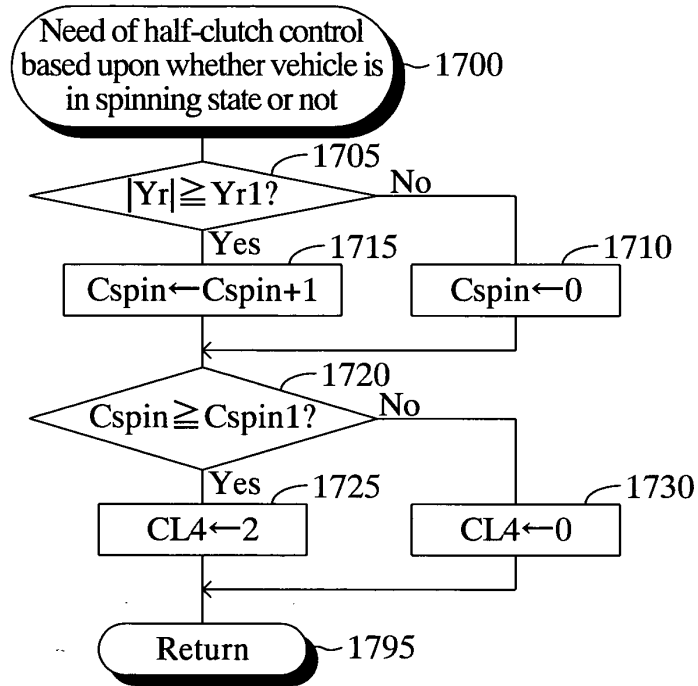 Need of half-clutch control
based upon whether vehicle is
in spinning state or not
1700
1705
|Yr|≧Yr1?
No
Yes
1715
1710
Cspin←Cspin+1
Cspin←0
1720
Cspin≧Cspin1?
No
Yes
1725
1730
CL4←2
CL4←0
Return
1795